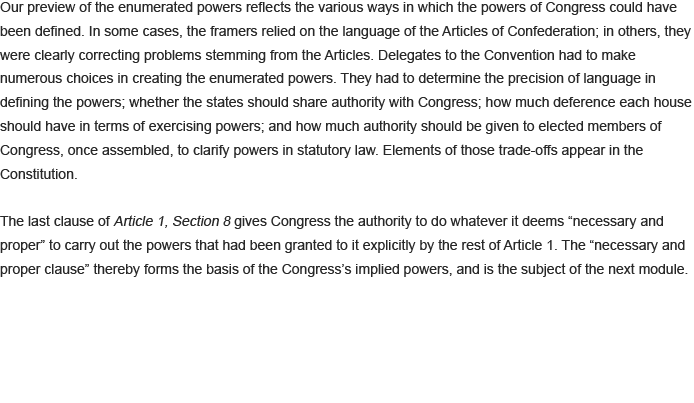 Our preview of the enumerated powers reflects the various ways in which the powers of Congress could have
been defined. In some cases, the framers relied on the language of the Articles of Confederation; in others, they
were clearly correcting problems stemming from the Articles. Delegates to the Convention had to make
numerous choices in creating the enumerated powers. They had to determine the precision of language in
defining the powers; whether the states should share authority with Congress; how much deference each house
should have in terms of exercising powers; and how much authority should be given to elected members of
Congress, once assembled, to clarify powers in statutory law. Elements of those trade-offs appear in the
Constitution.
The last clause of Article 1, Section 8 gives Congress the authority to do whatever it deems “necessary and
proper” to carry out the powers that had been granted to it explicitly by the rest of Article 1. The “necessary and
proper clause” thereby forms the basis of the Congress’s implied powers, and is the subject of the next module.